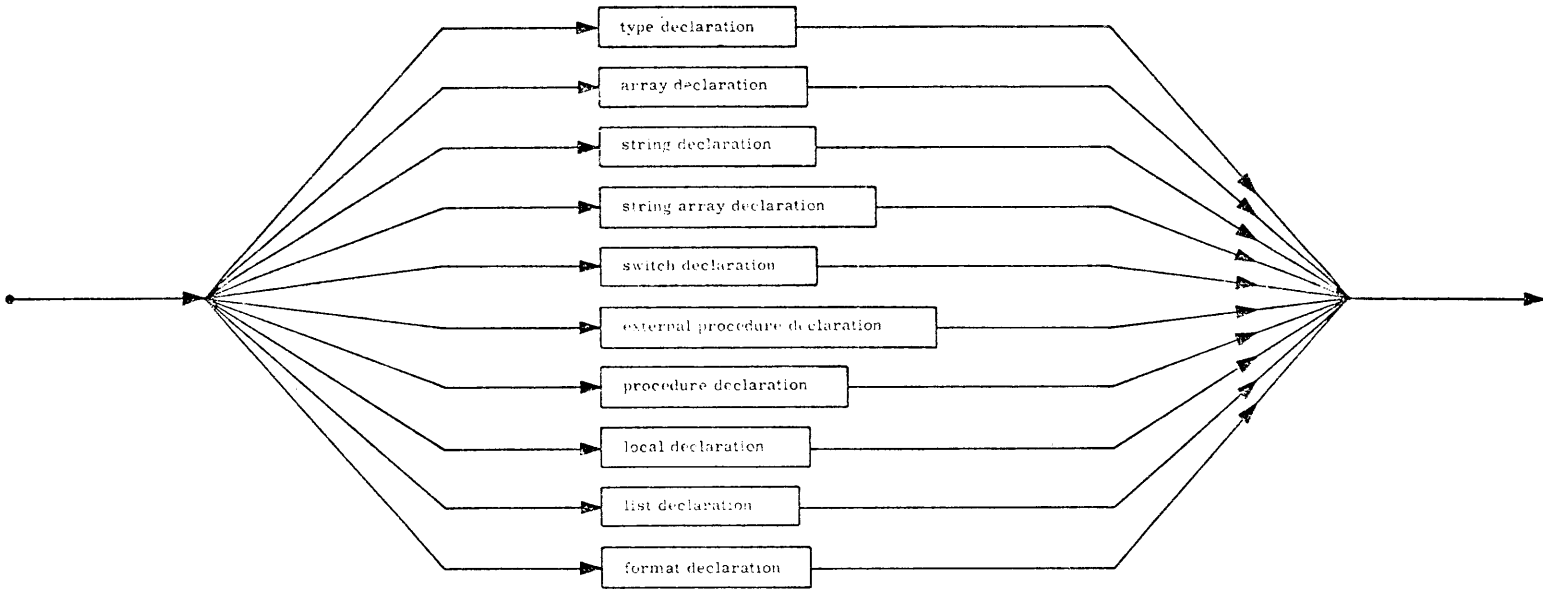 type declaration
array declaration
string declaration
string array declaration
switch declaration
external procedure declaration
procedure declaration
local declaration
list declaration
format declaration